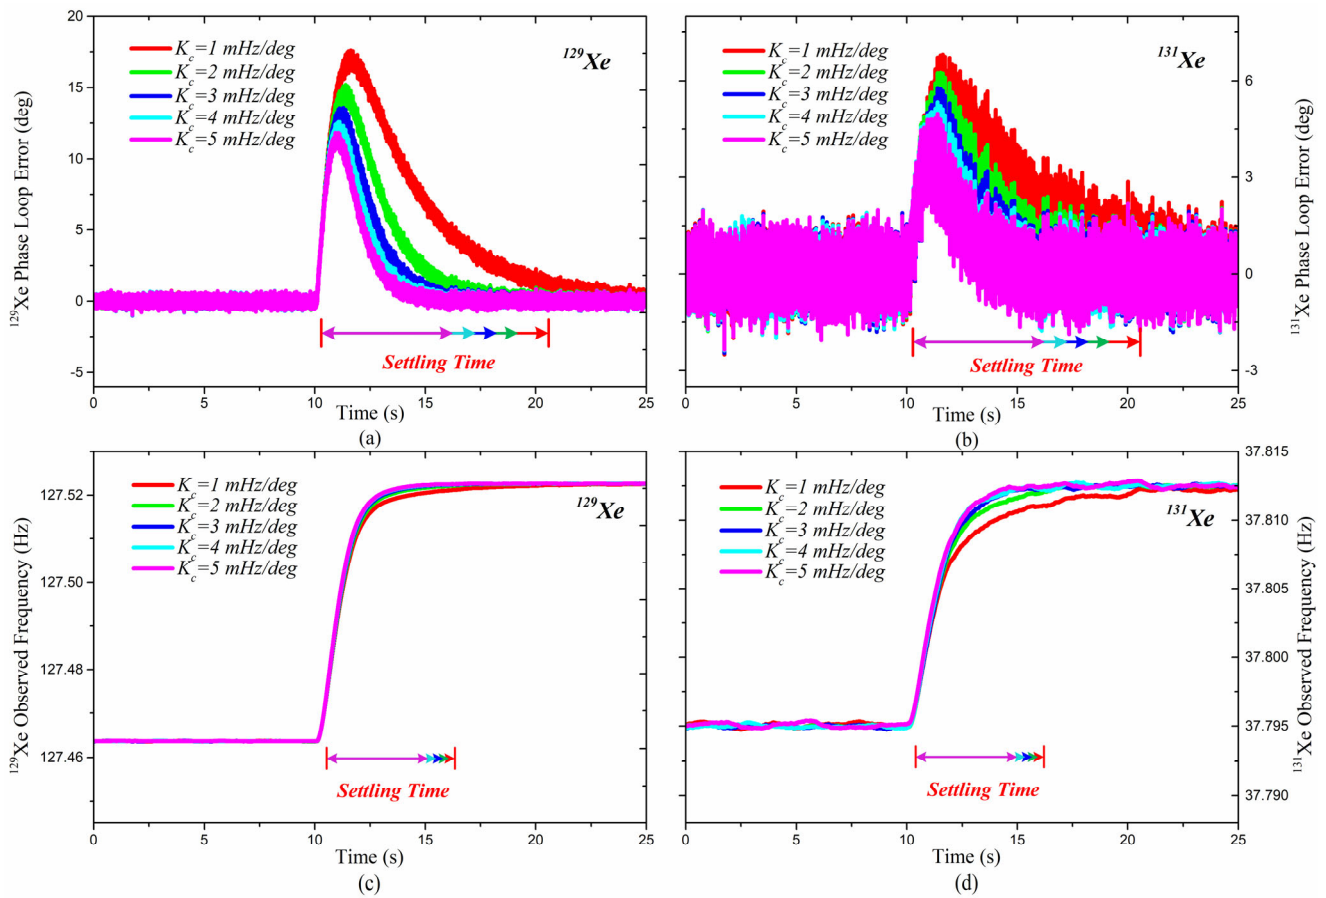 20
15
10
5
0
-5
¹²⁹Xe Phase Loop Error (deg)
K_c=1 mHz/deg
K_c=2 mHz/deg
K_c=3 mHz/deg
K_c=4 mHz/deg
K_c=5 mHz/deg
¹²⁹Xe
Settling Time
0 5 10 15 20 25
Time (s)
(a)
K_c=1 mHz/deg
K_c=2 mHz/deg
K_c=3 mHz/deg
K_c=4 mHz/deg
K_c=5 mHz/deg
¹³¹Xe
6
3
0
-3
¹³¹Xe Phase Loop Error (deg)
Settling Time
0 5 10 15 20 25
Time (s)
(b)
127.52
127.50
127.48
127.46
¹²⁹Xe Observed Frequency (Hz)
K_c=1 mHz/deg
K_c=2 mHz/deg
K_c=3 mHz/deg
K_c=4 mHz/deg
K_c=5 mHz/deg
¹²⁹Xe
Settling Time
0 5 10 15 20 25
Time (s)
(c)
K_c=1 mHz/deg
K_c=2 mHz/deg
K_c=3 mHz/deg
K_c=4 mHz/deg
K_c=5 mHz/deg
¹³¹Xe
37.815
37.810
37.805
37.800
37.795
37.790
¹³¹Xe Observed Frequency (Hz)
Settling Time
0 5 10 15 20 25
Time (s)
(d)